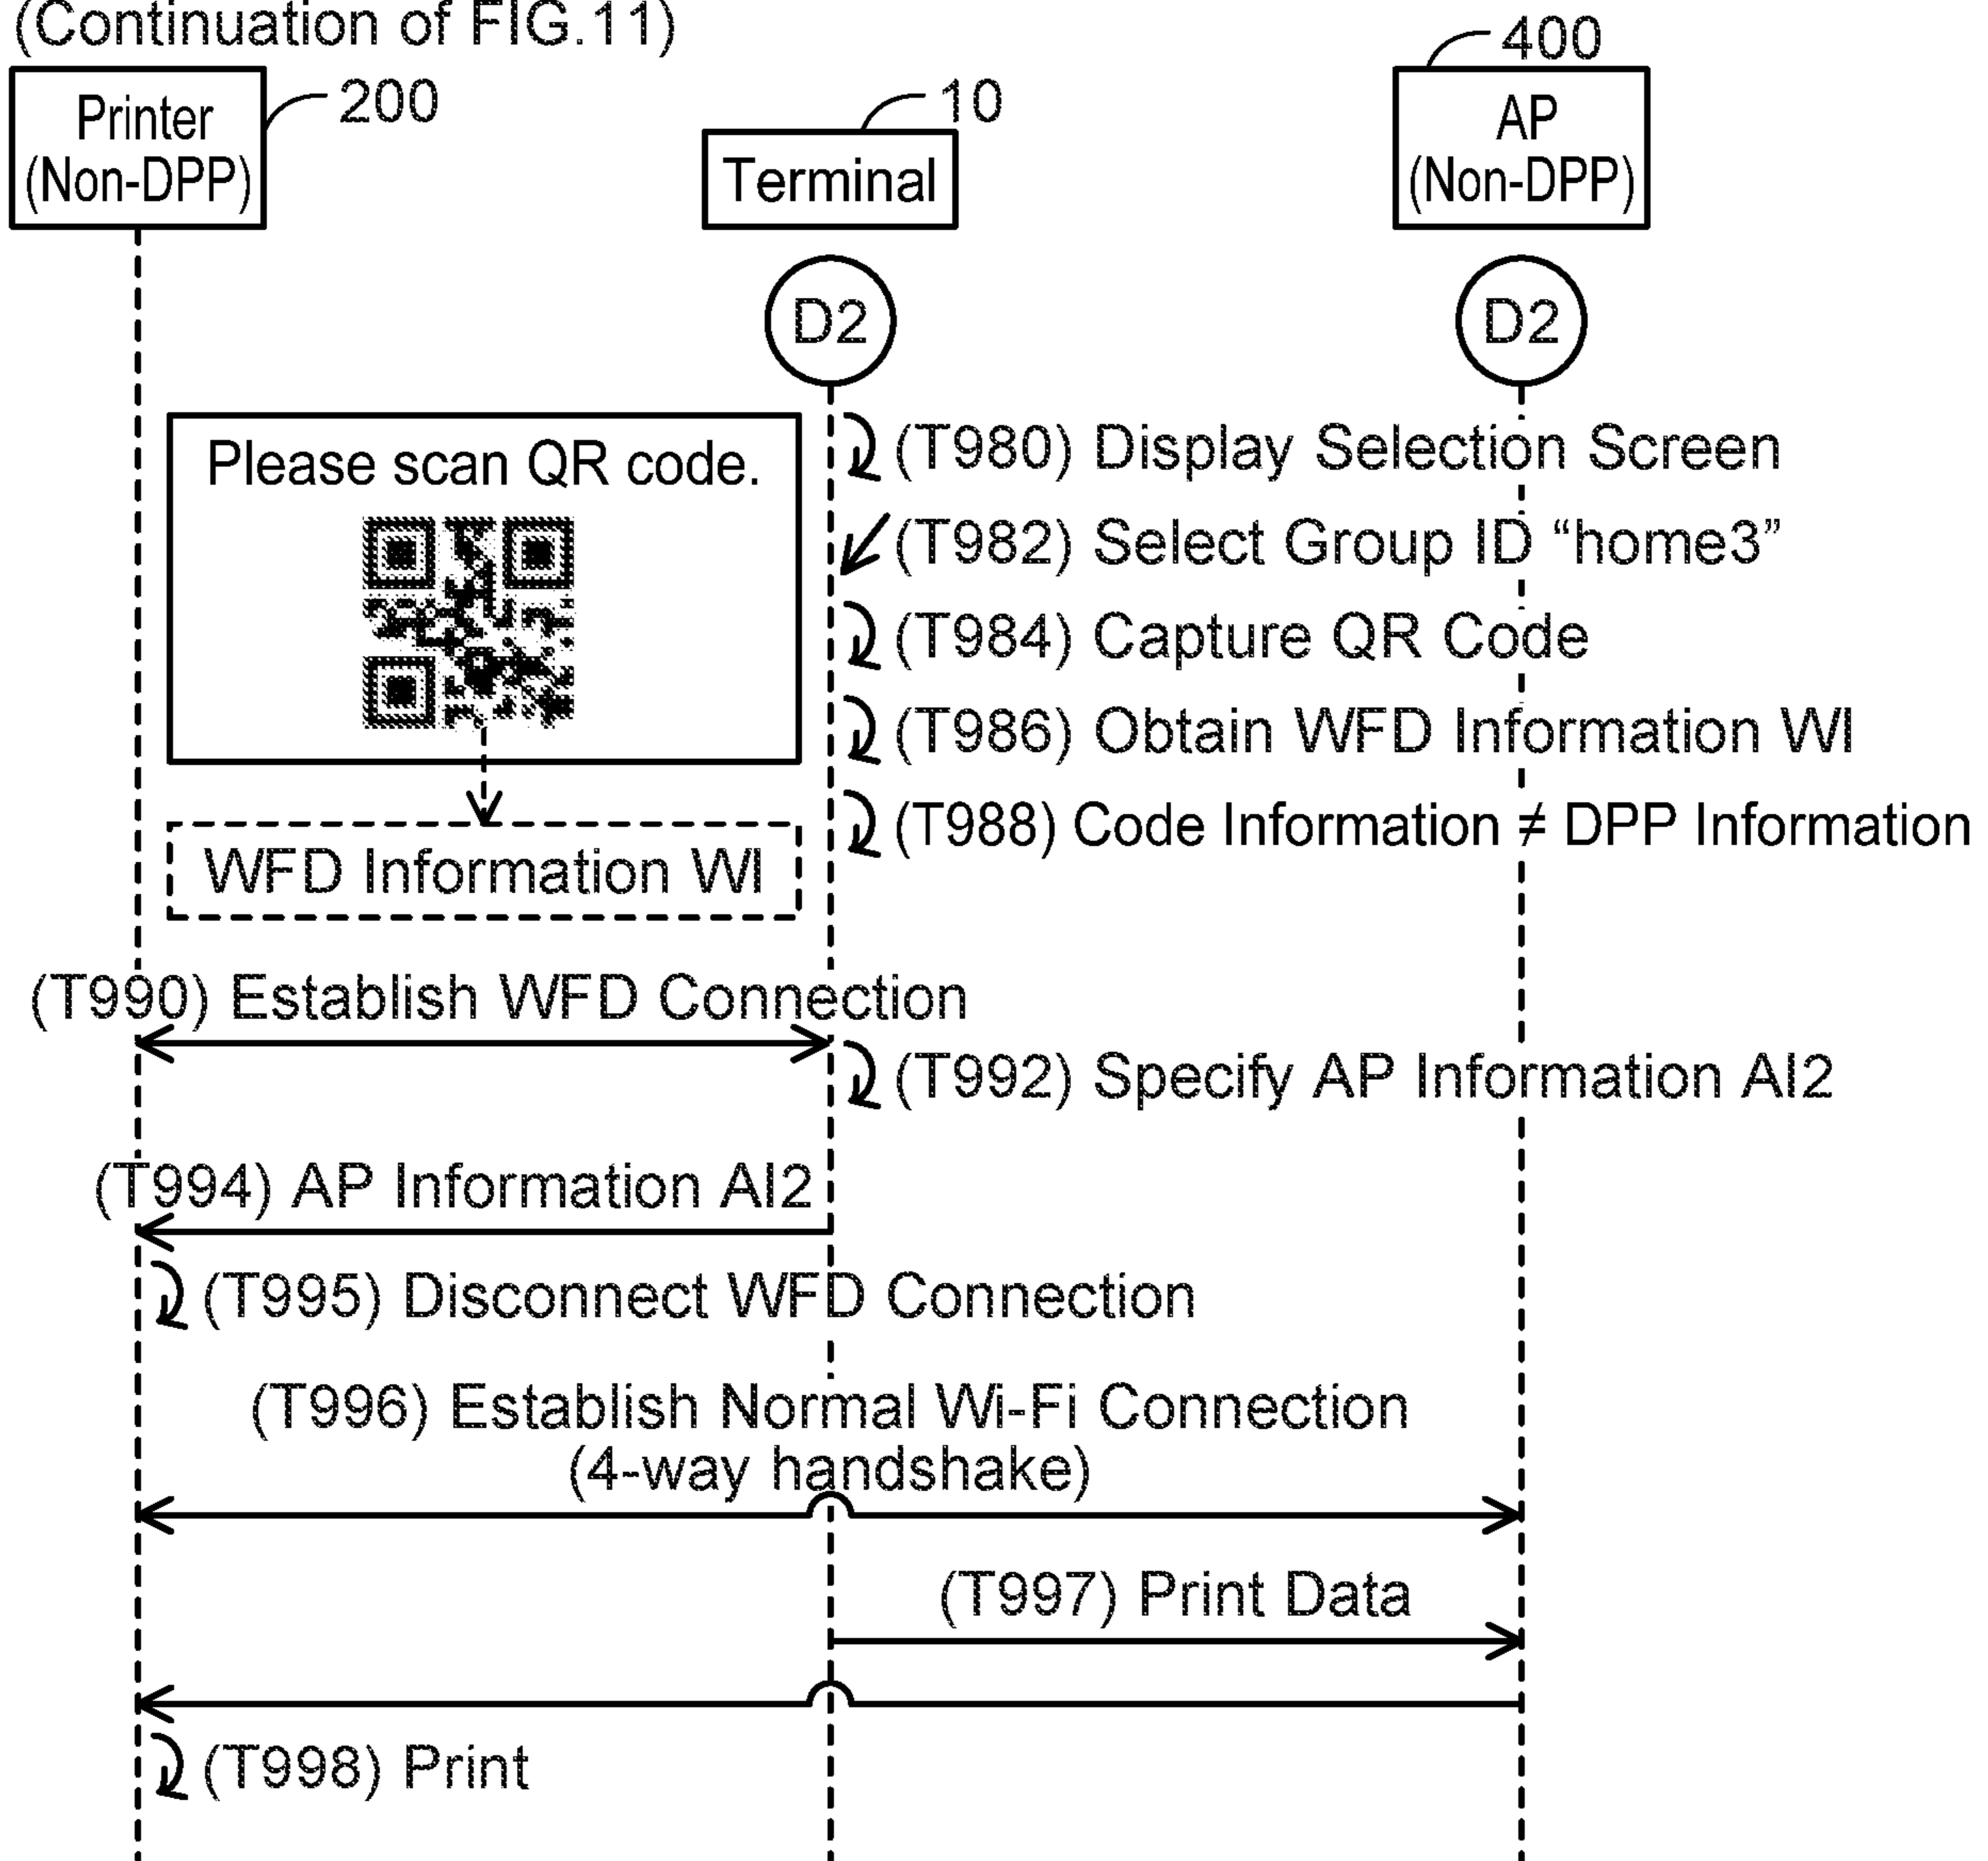 (Continuation of FIG.11)
Printer
(Non-DPP)
200
Terminal
10
AP
(Non-DPP)
400
D2
D2
Please scan QR code.
(T980) Display Selection Screen
(T982) Select Group ID “home3”
(T984) Capture QR Code
(T986) Obtain WFD Information WI
(T988) Code Information ≠ DPP Information
WFD Information WI
(T990) Establish WFD Connection
(T992) Specify AP Information AI2
(T994) AP Information AI2
(T995) Disconnect WFD Connection
(T996) Establish Normal Wi-Fi Connection
(4-way handshake)
(T997) Print Data
(T998) Print